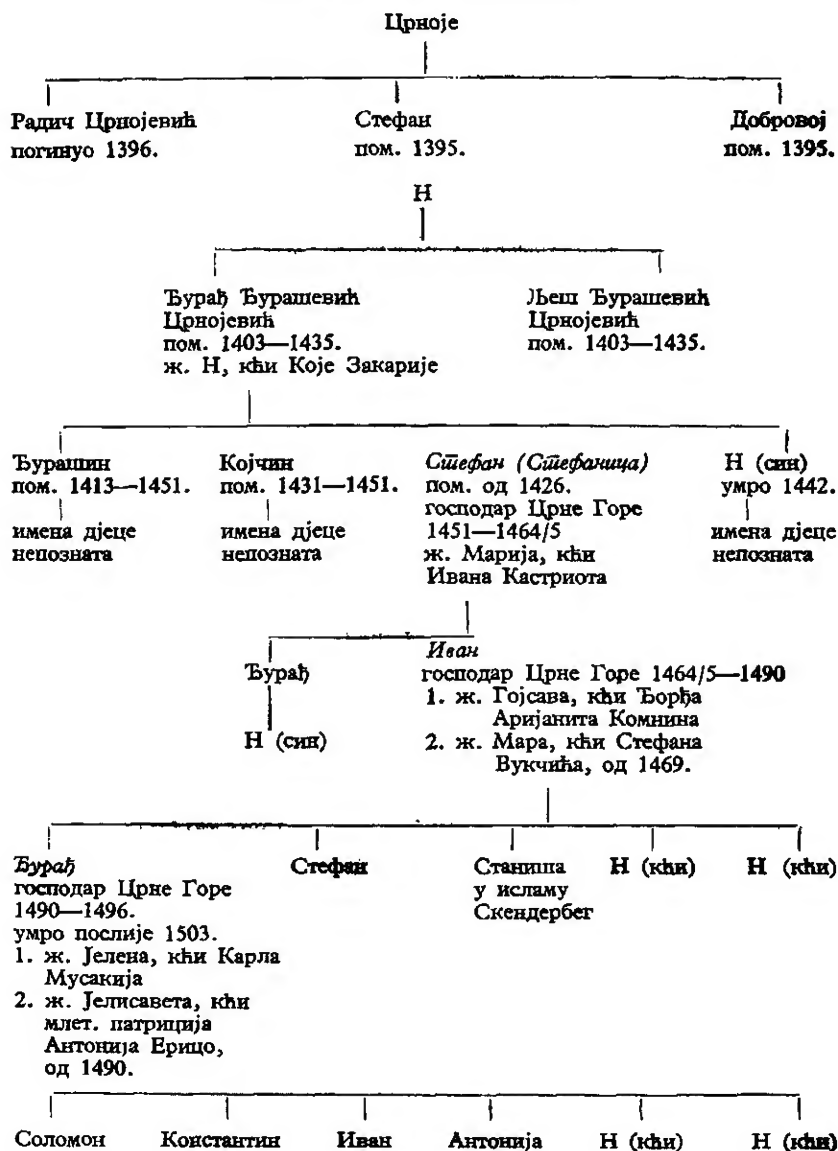 Црноје
Радич Црнојевић Стефан Добровој
погинуо 1396. пом. 1395. пом. 1395.
Н
Ђурађ Ђурашевић Љеш Ђурашевић
Црнојевић Црнојевић
пом. 1403—1435. пом. 1403—1435.
ж. Н, кћи Које Закарије
Ђурашин Којчин Стефан (Стефаница) Н (син)
пом. 1413—1451. пом. 1431—1451. пом. од 1426. умро 1442.
господар Црне Горе
имена дјеце имена дјеце 1451—1464/5 имена дјеце
непозната непозната ж. Марија, кћи непозната
Ивана Кастриота
Иван
Ђурађ господар Црне Горе 1464/5—1490
1. ж. Гојсава, кћи Ђорђа
Аријанита Комнина
Н (син) 2. ж. Мара, кћи Стефана
Вукчића, од 1469.
Ђурађ Стефан Станиша Н (кћи) Н (кћи)
господар Црне Горе у исламу
1490—1496. Скендербег
умро послије 1503.
1. ж. Јелена, кћи Карла
Мусакија
2. ж. Јелисавета, кћи
млет. патриција
Антонија Ерицо,
од 1490.
Соломон Константин Иван Антонија Н (кћи) Н (кћи)